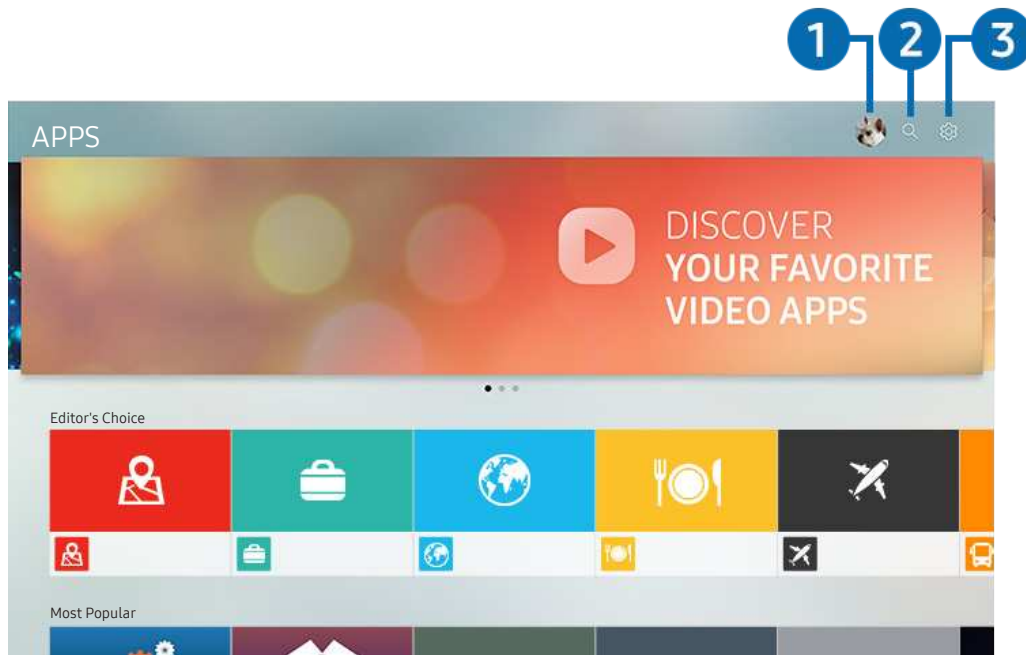 1 2 3
APPS
DISCOVER
YOUR FAVORITE
VIDEO APPS
Editor's Choice
Most Popular